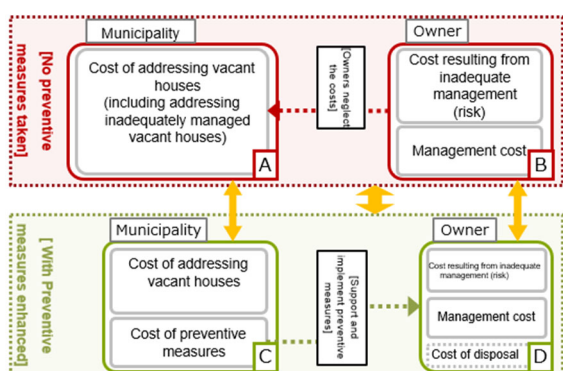 Municipality
Owner
[No preventive
measures taken]
Cost of addressing vacant
houses
(including addressing
inadequately managed
vacant houses)
A
[Owners neglect
the costs]
Cost resulting from
inadequate
management
(risk)
Management cost
B
Municipality
Owner
[With Preventive
measures enhanced]
Cost of addressing
vacant houses
Cost of preventive
measures
C
[Support and
implement preventive
measures]
Cost resulting from inadequate
management (risk)
Management cost
Cost of disposal
D